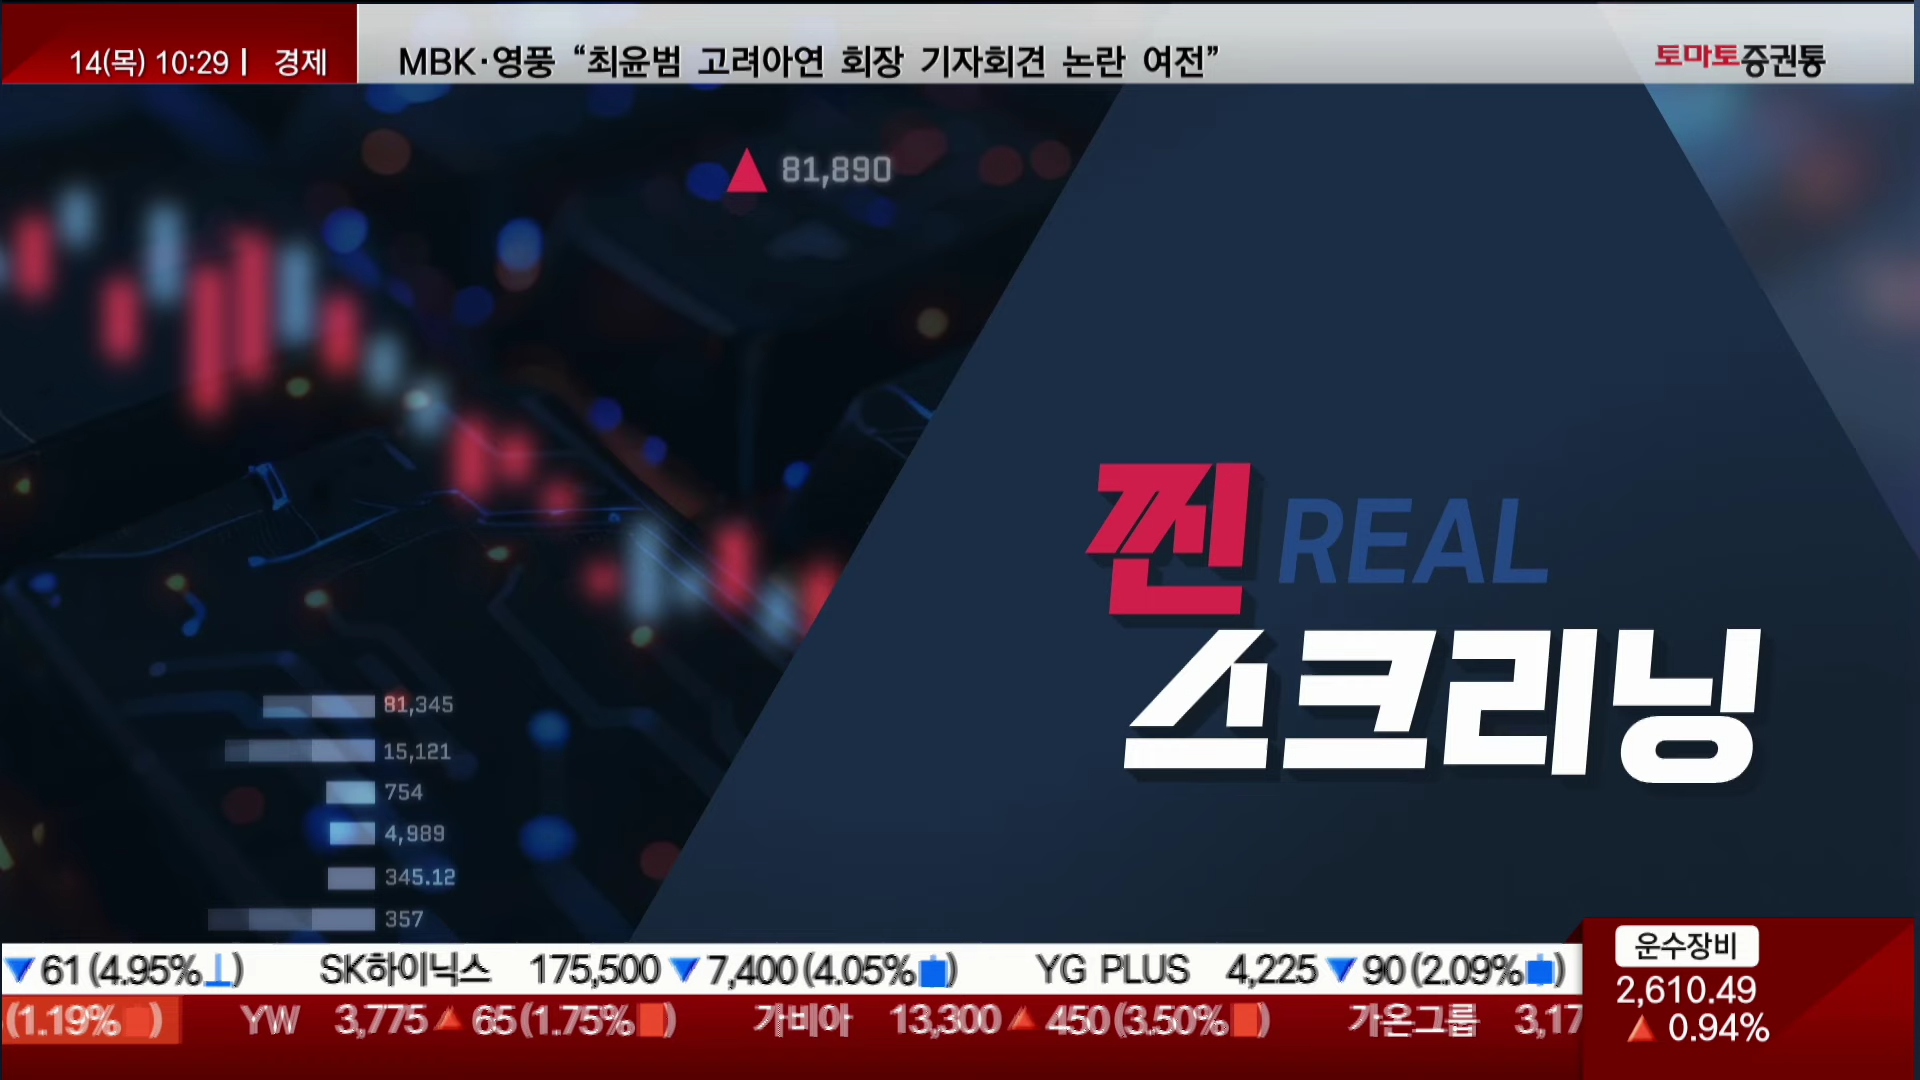 14(목) 10:29 | 경제
MBK·영풍 “최윤범 고려아연 회장 기자회견 논란 여전”
토마토증권통
▲ 81,890
찐 REAL
스크리닝
81,345
15,121
754
4,989
345.12
357
▼ 61 (4.95%⊥) SK하이닉스 175,500 ▼ 7,400 (4.05%■) YG PLUS 4,225 ▼ 90 (2.09%■)
(1.19%■) YW 3,775 ▲ 65 (1.75%■) 가비아 13,300 ▲ 450 (3.50%■) 가온그룹 3,17
운수장비
2,610.49
▲ 0.94%